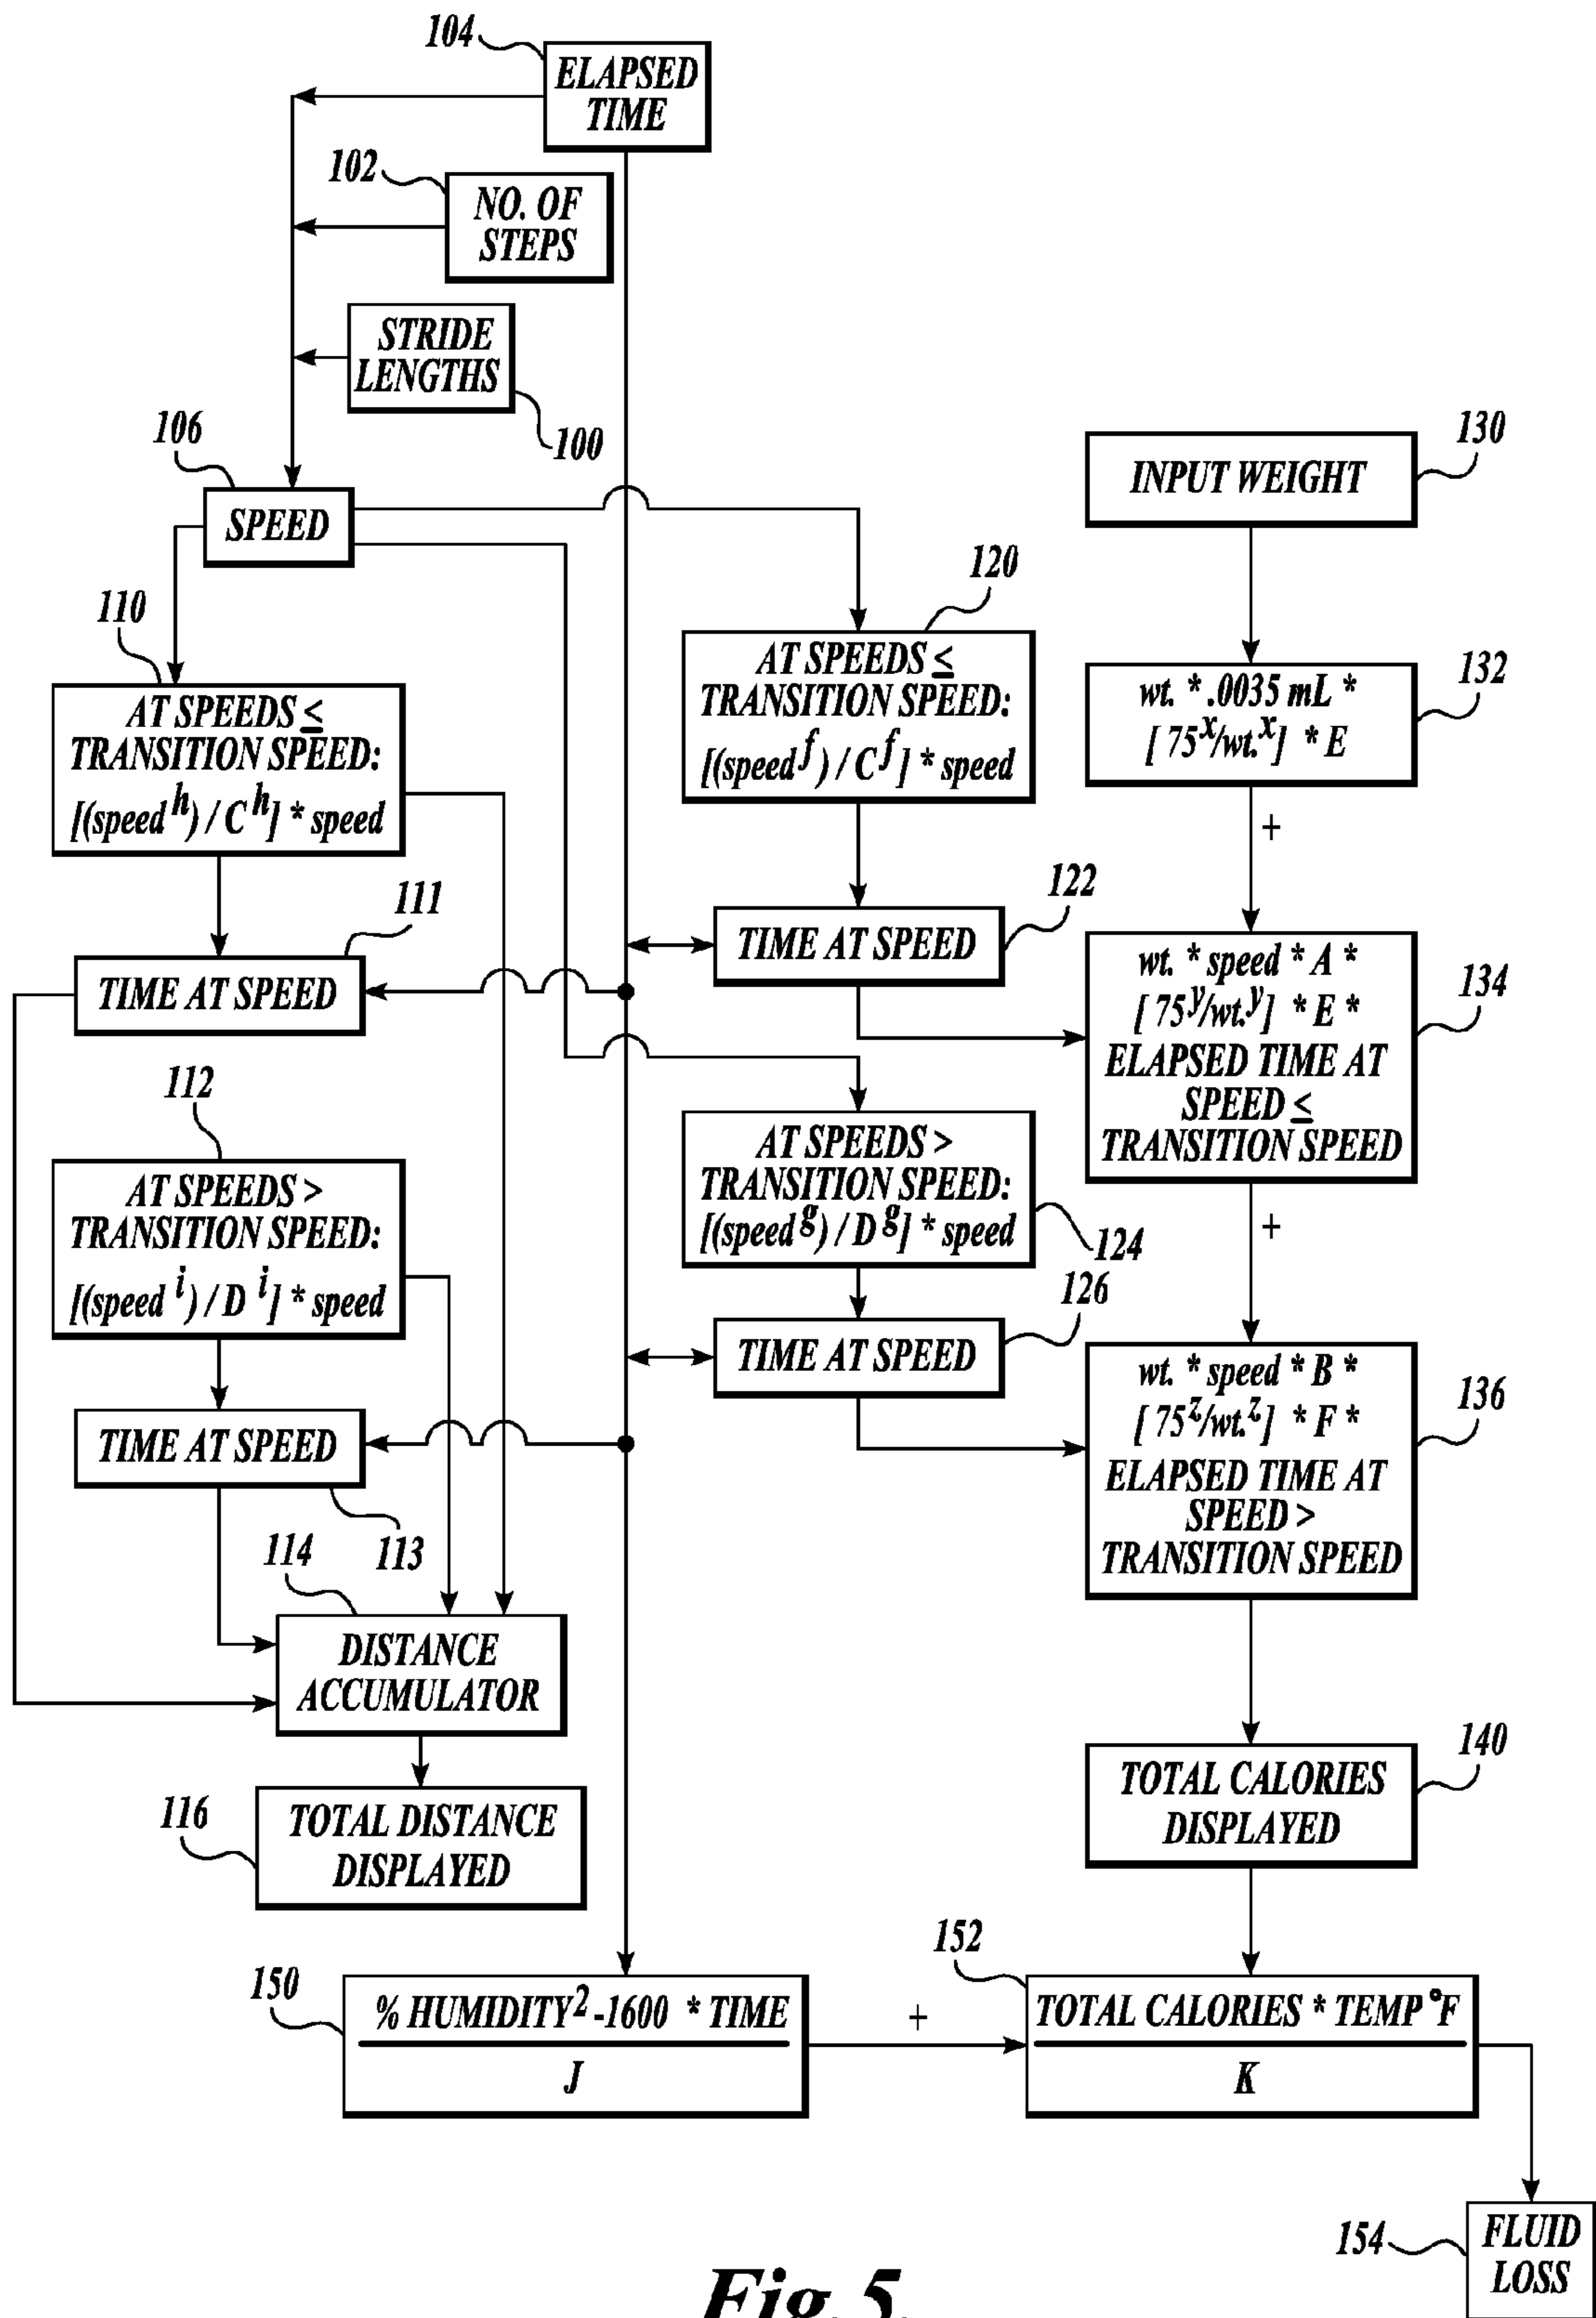 104
ELAPSED
TIME
102
NO. OF
STEPS
STRIDE
LENGTHS
100
106
SPEED
110
AT SPEEDS ≤
TRANSITION SPEED:
[(speed^h) / C^h] * speed
111
TIME AT SPEED
112
AT SPEEDS >
TRANSITION SPEED:
[(speed^i) / D^i] * speed
TIME AT SPEED
113
114
DISTANCE
ACCUMULATOR
116
TOTAL DISTANCE
DISPLAYED
120
AT SPEEDS ≤
TRANSITION SPEED:
[(speed^f) / C^f] * speed
122
TIME AT SPEED
AT SPEEDS >
TRANSITION SPEED:
[(speed^g) / D^g] * speed
124
126
TIME AT SPEED
130
INPUT WEIGHT
132
wt. * .0035 mL *
[ 75^x/wt.^x] * E
+
134
wt. * speed * A *
[ 75^y/wt.^y] * E *
ELAPSED TIME AT
SPEED ≤
TRANSITION SPEED
+
136
wt. * speed * B *
[ 75^z/wt.^z] * F *
ELAPSED TIME AT
SPEED >
TRANSITION SPEED
140
TOTAL CALORIES
DISPLAYED
150
% HUMIDITY² -1600 * TIME
J
+
152
TOTAL CALORIES * TEMP °F
K
154
FLUID
LOSS
Fig. 5.